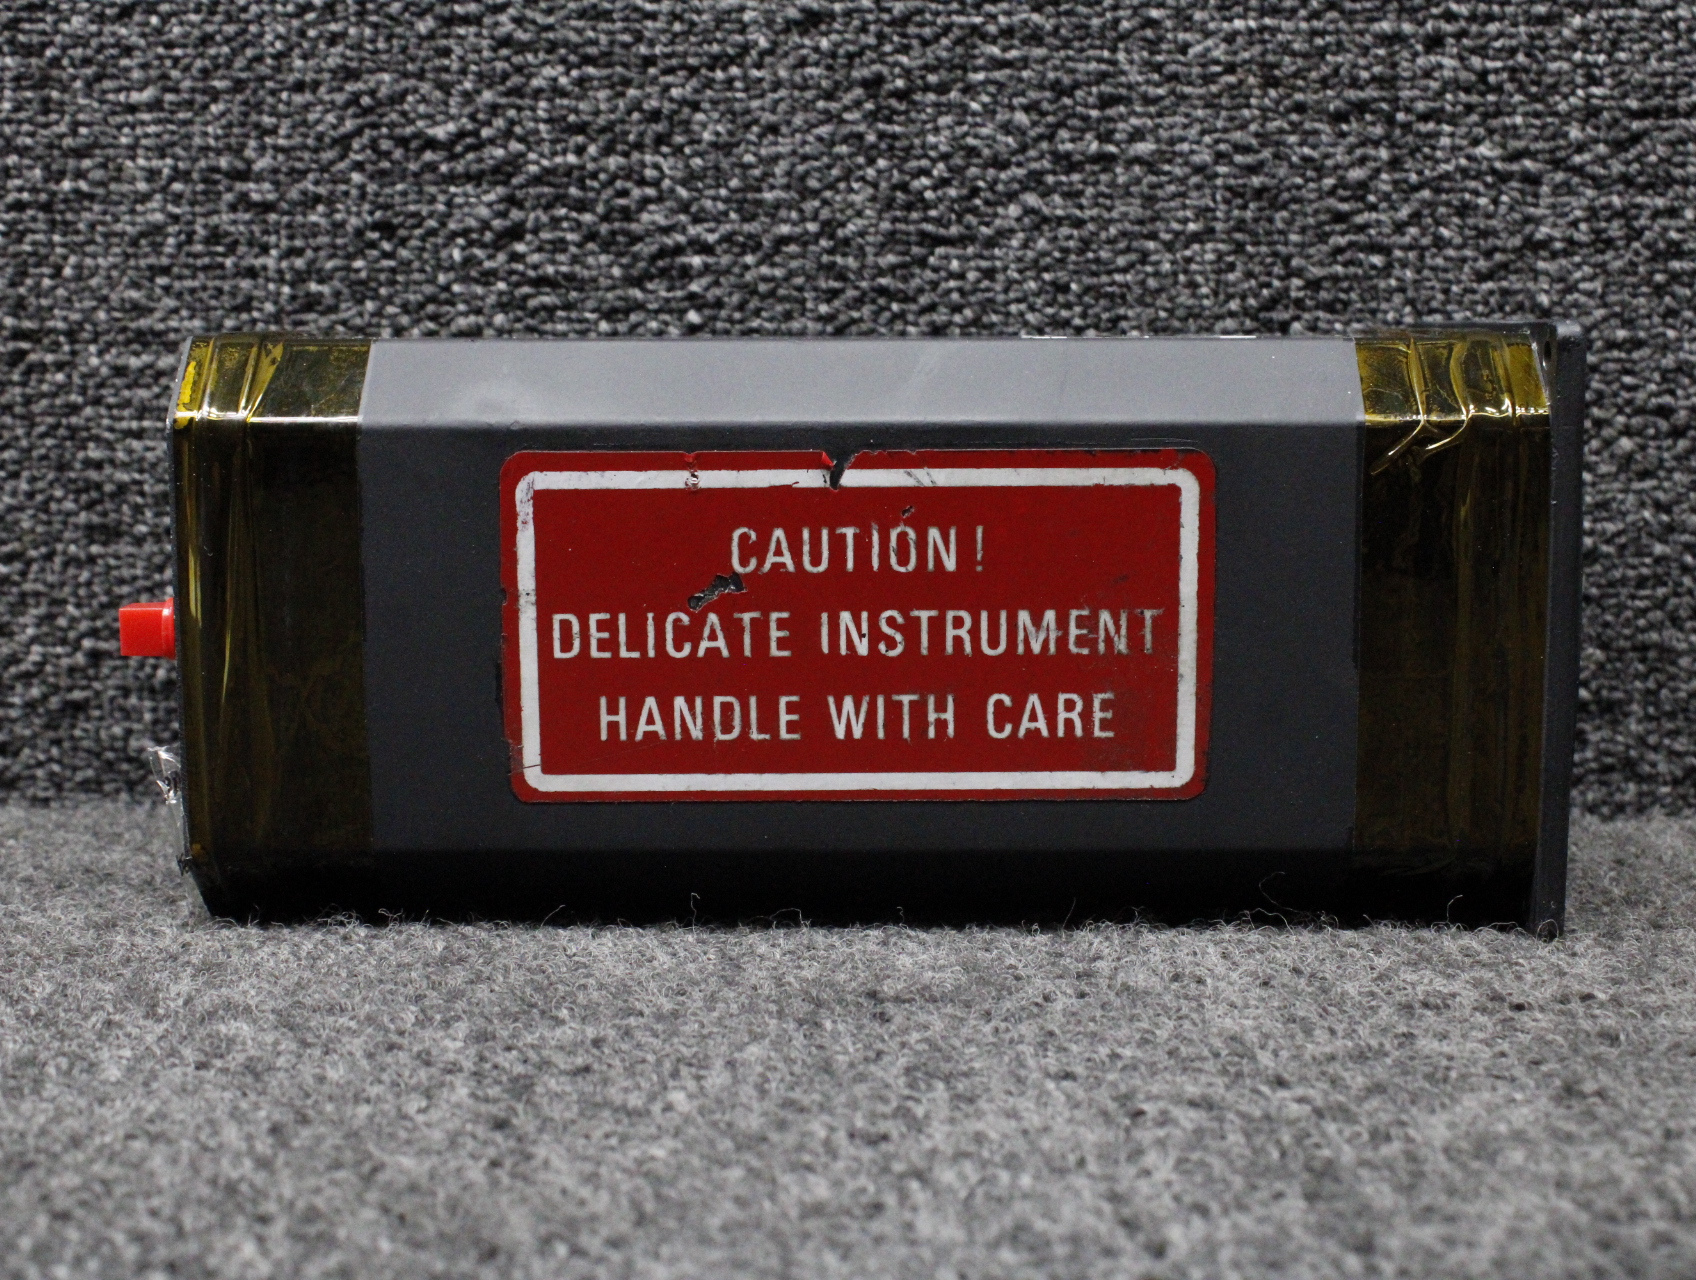 CAUTION!
DELICATE INSTRUMENT
HANDLE WITH CARE